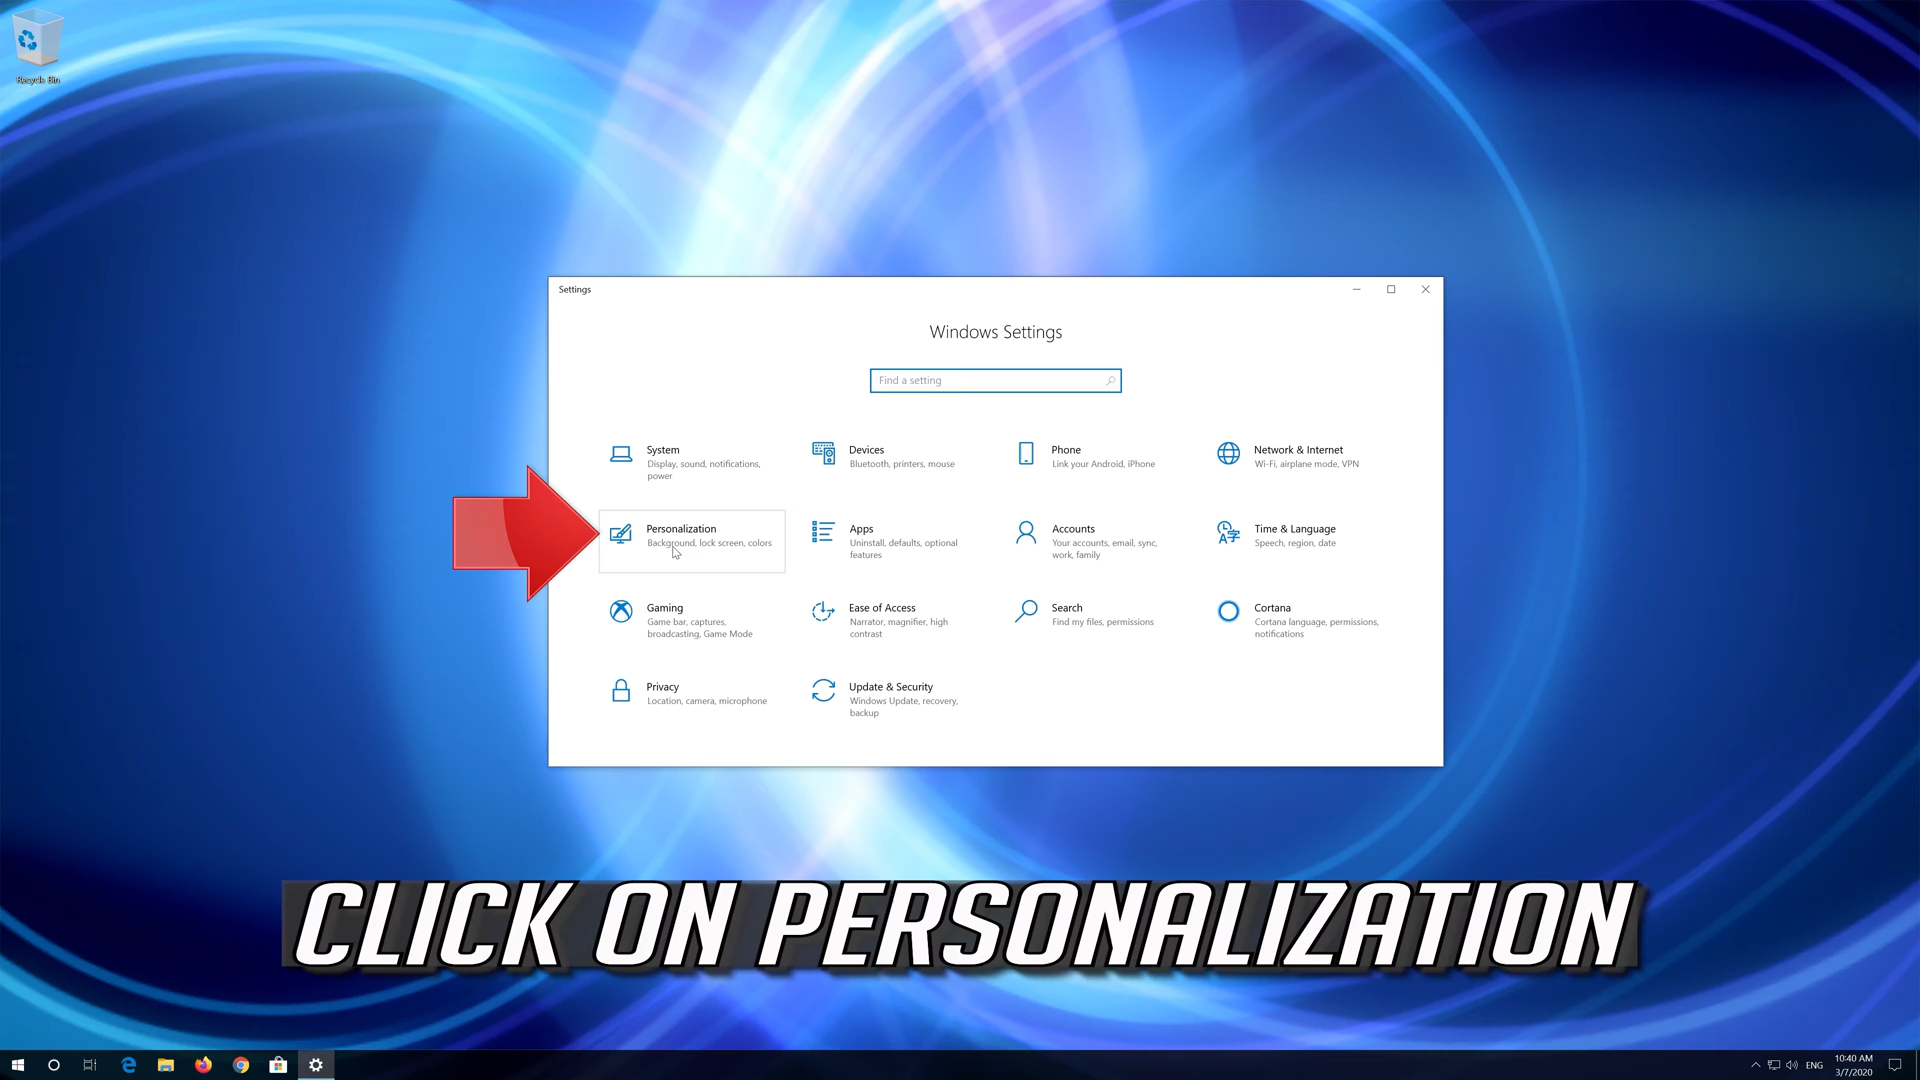 Recycle Bin
Settings
Windows Settings
Find a setting
System
Display, sound, notifications,
power
Devices
Bluetooth, printers, mouse
Phone
Link your Android, iPhone
Network & Internet
Wi-Fi, airplane mode, VPN
Personalization
Background, lock screen, colors
Apps
Uninstall, defaults, optional
features
Accounts
Your accounts, email, sync,
work, family
Time & Language
Speech, region, date
Gaming
Game bar, captures,
broadcasting, Game Mode
Ease of Access
Narrator, magnifier, high
contrast
Search
Find my files, permissions
Cortana
Cortana language, permissions,
notifications
Privacy
Location, camera, microphone
Update & Security
Windows Update, recovery,
backup
CLICK ON PERSONALIZATION
ENG
10:40 AM
3/7/2020